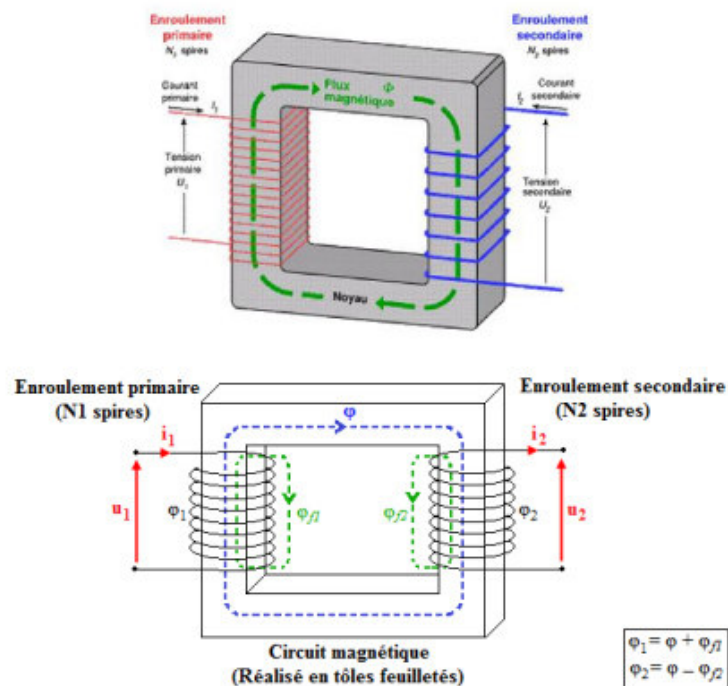 Enroulement
primaire
N₁ spires
Enroulement
secondaire
N₂ spires
Courant
primaire
I₁
Flux Φ
magnétique
Courant
secondaire
I₂
Tension
primaire
U₁
Tension
secondaire
U₂
Noyau
Enroulement primaire
(N1 spires)
Enroulement secondaire
(N2 spires)
φ
i₁
i₂
u₁
φ₁
φf1
φf2
φ₂
u₂
Circuit magnétique
(Réalisé en tôles feuilletés)
φ₁ = φ + φf1
φ₂ = φ – φf2